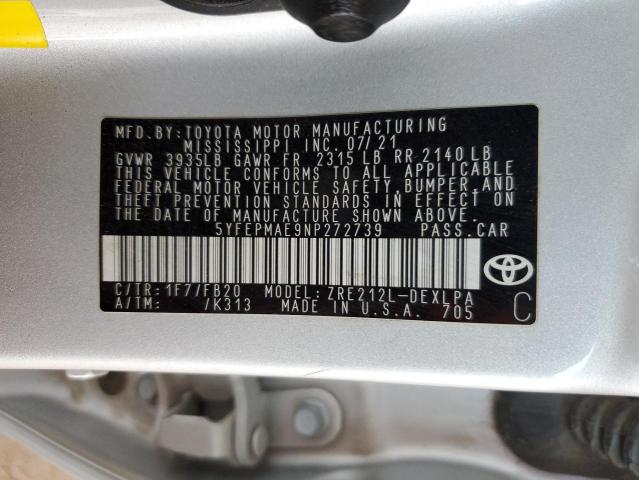 MFD. BY: TOYOTA MOTOR MANUFACTURING
MISSISSIPPI INC. 07/21
GVWR 3935LB GAWR FR 2315 LB RR 2140 LB
THIS VEHICLE CONFORMS TO ALL APPLICABLE
FEDERAL MOTOR VEHICLE SAFETY, BUMPER, AND
THEFT PREVENTION STANDARDS IN EFFECT ON
THE DATE OF MANUFACTURE SHOWN ABOVE.
5YFEPMAE9NP272739 PASS.CAR
C/TR: 1F7/FB20 MODEL: ZRE212L-DEXLPA
A/TM: /K313 MADE IN U.S.A. 705
C